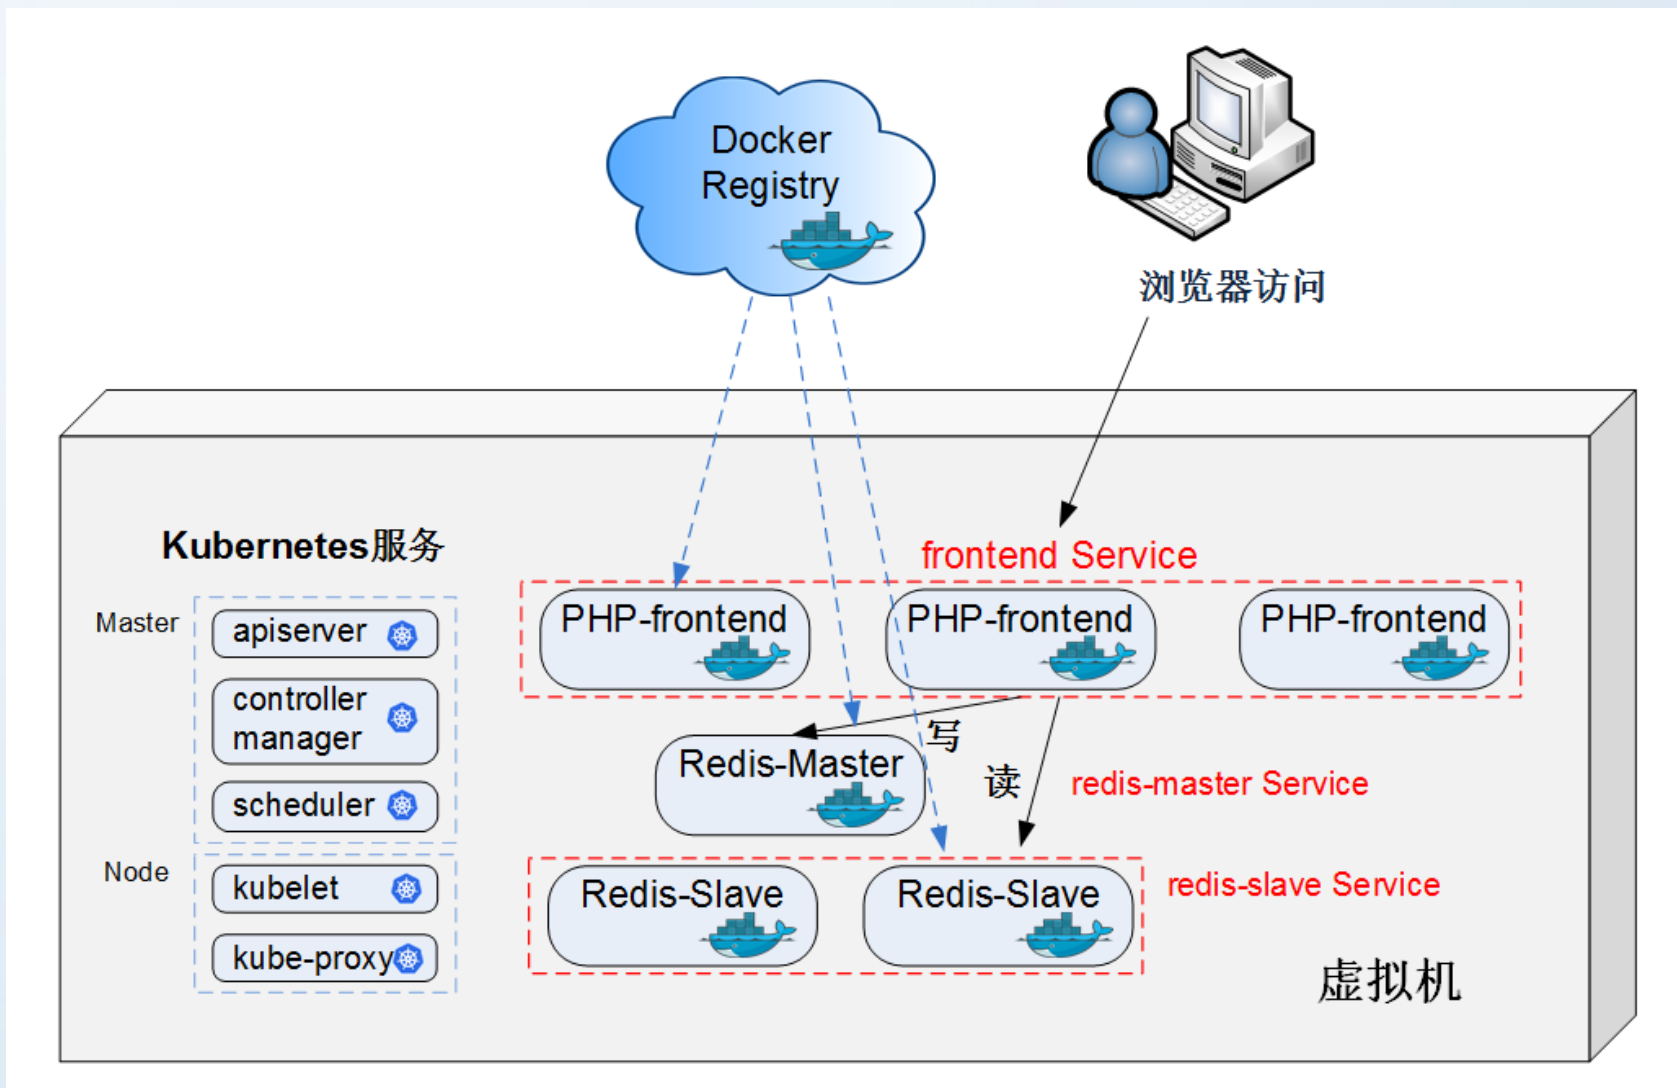 Docker
Registry
浏览器访问
Kubernetes服务
frontend Service
Master
apiserver
controller
manager
scheduler
Node
kubelet
kube-proxy
PHP-frontend
PHP-frontend
PHP-frontend
写
Redis-Master
读
redis-master Service
Redis-Slave
Redis-Slave
redis-slave Service
虚拟机